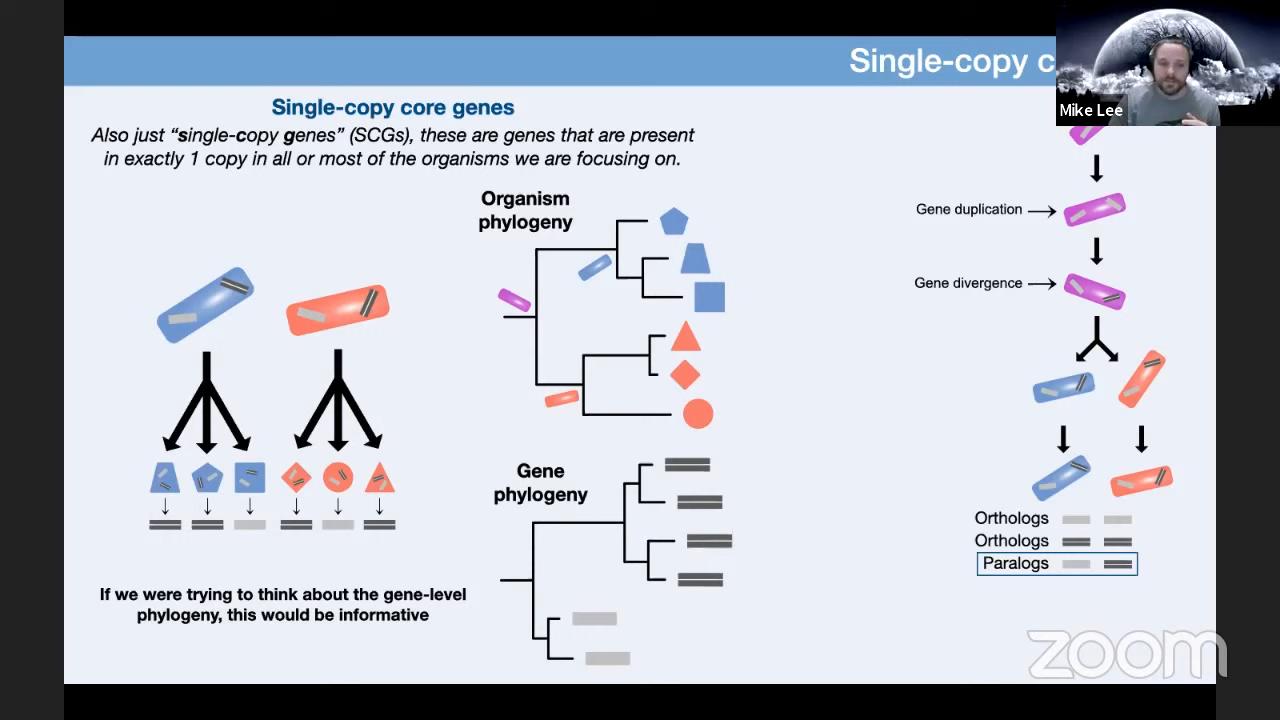 Single-copy c
Mike Lee
Single-copy core genes
Also just “single-copy genes” (SCGs), these are genes that are present
in exactly 1 copy in all or most of the organisms we are focusing on.
Organism
phylogeny
Gene
phylogeny
If we were trying to think about the gene-level
phylogeny, this would be informative
Gene duplication
Gene divergence
Orthologs
Orthologs
Paralogs
zoom